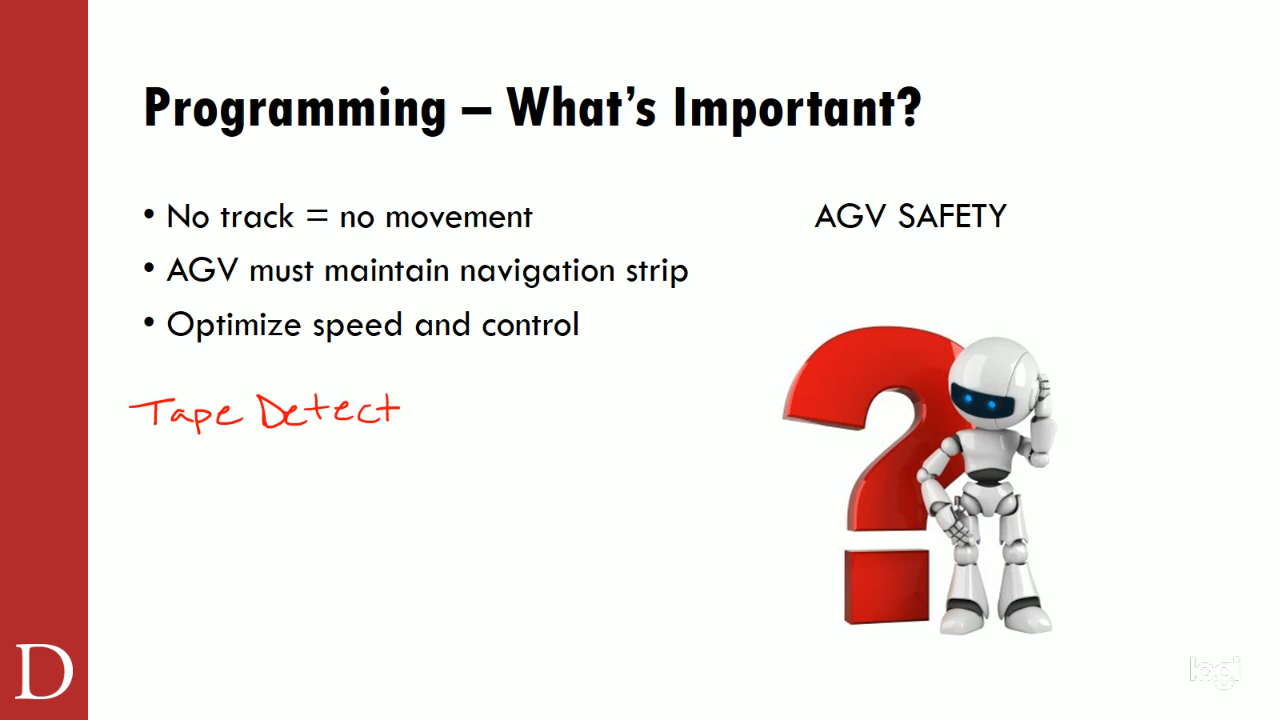 Programming – What's Important?
• No track = no movement
• AGV must maintain navigation strip
• Optimize speed and control
AGV SAFETY
Tape Detect
D
logi